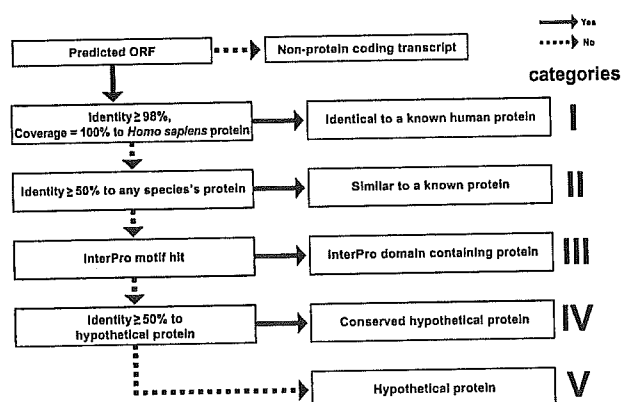 Yes
No
categories
Predicted ORF
Non-protein coding transcript
Identity ≥ 98%,
Coverage = 100% to Homo sapiens protein
Identical to a known human protein
I
Identity ≥ 50% to any species's protein
Similar to a known protein
II
InterPro motif hit
InterPro domain containing protein
III
Identity ≥ 50% to
hypothetical protein
Conserved hypothetical protein
IV
Hypothetical protein
V